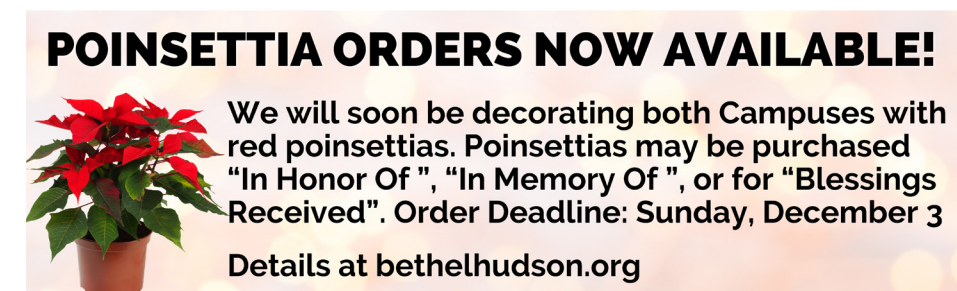 POINSETTIA ORDERS NOW AVAILABLE!
We will soon be decorating both Campuses with
red poinsettias. Poinsettias may be purchased
“In Honor Of ”, “In Memory Of ”, or for “Blessings
Received”. Order Deadline: Sunday, December 3
Details at bethelhudson.org